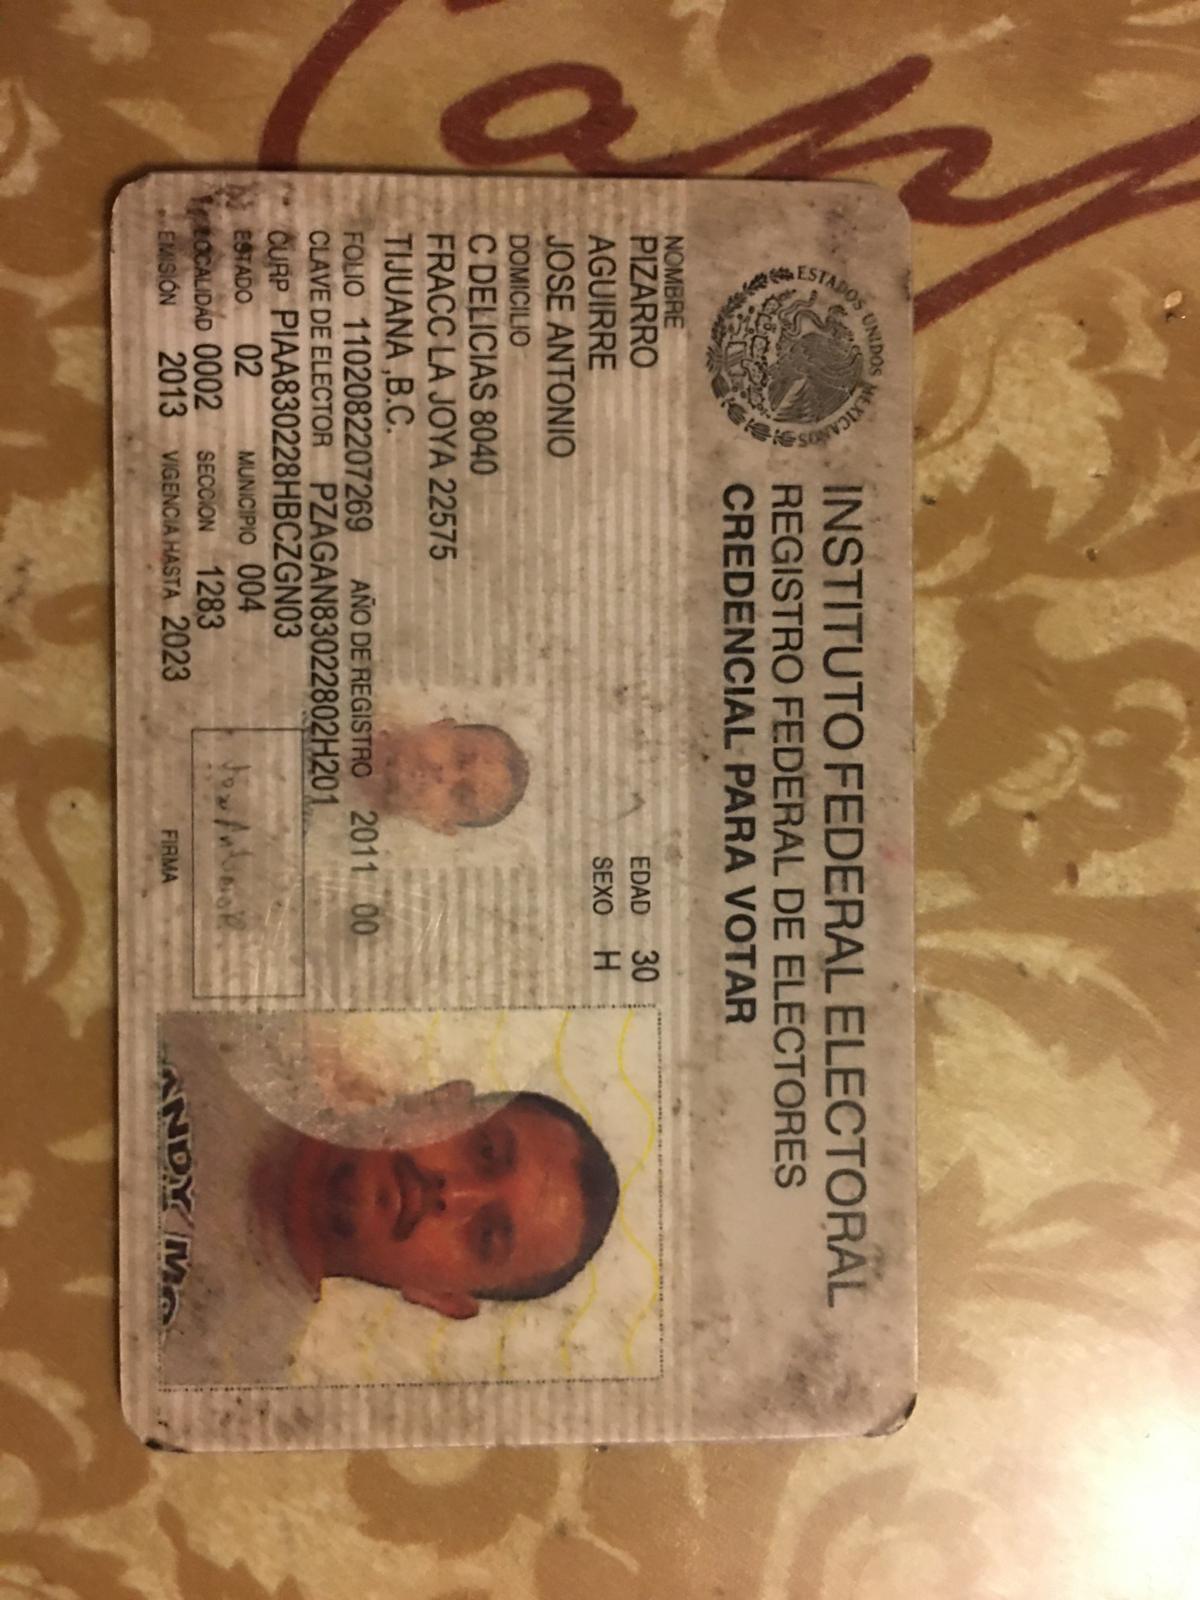 Cap
ESTADOS UNIDOS MEXICANOS
INSTITUTO FEDERAL ELECTORAL
REGISTRO FEDERAL DE ELECTORES
CREDENCIAL PARA VOTAR
NOMBRE
PIZARRO
AGUIRRE
JOSE ANTONIO
EDAD 30
SEXO H
DOMICILIO
C DELICIAS 8040
FRACC LA JOYA 22575
TIJUANA ,B.C.
FOLIO 1102082207269 AÑO DE REGISTRO 2011 00
CLAVE DE ELECTOR PZAGAN83022802H201
CURP PIAA830228HBCZGN03
ESTADO 02 MUNICIPIO 004
LOCALIDAD 0002 SECCION 1283
EMISIÓN 2013 VIGENCIA HASTA 2023
FIRMA